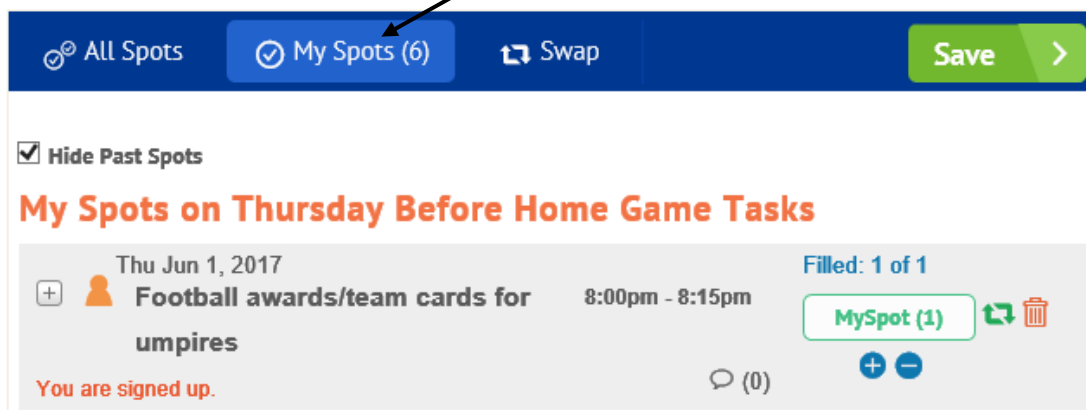 All Spots My Spots (6) Swap Save
Hide Past Spots
My Spots on Thursday Before Home Game Tasks
Thu Jun 1, 2017 Filled: 1 of 1
Football awards/team cards for 8:00pm - 8:15pm
umpires MySpot (1)
You are signed up. (0)